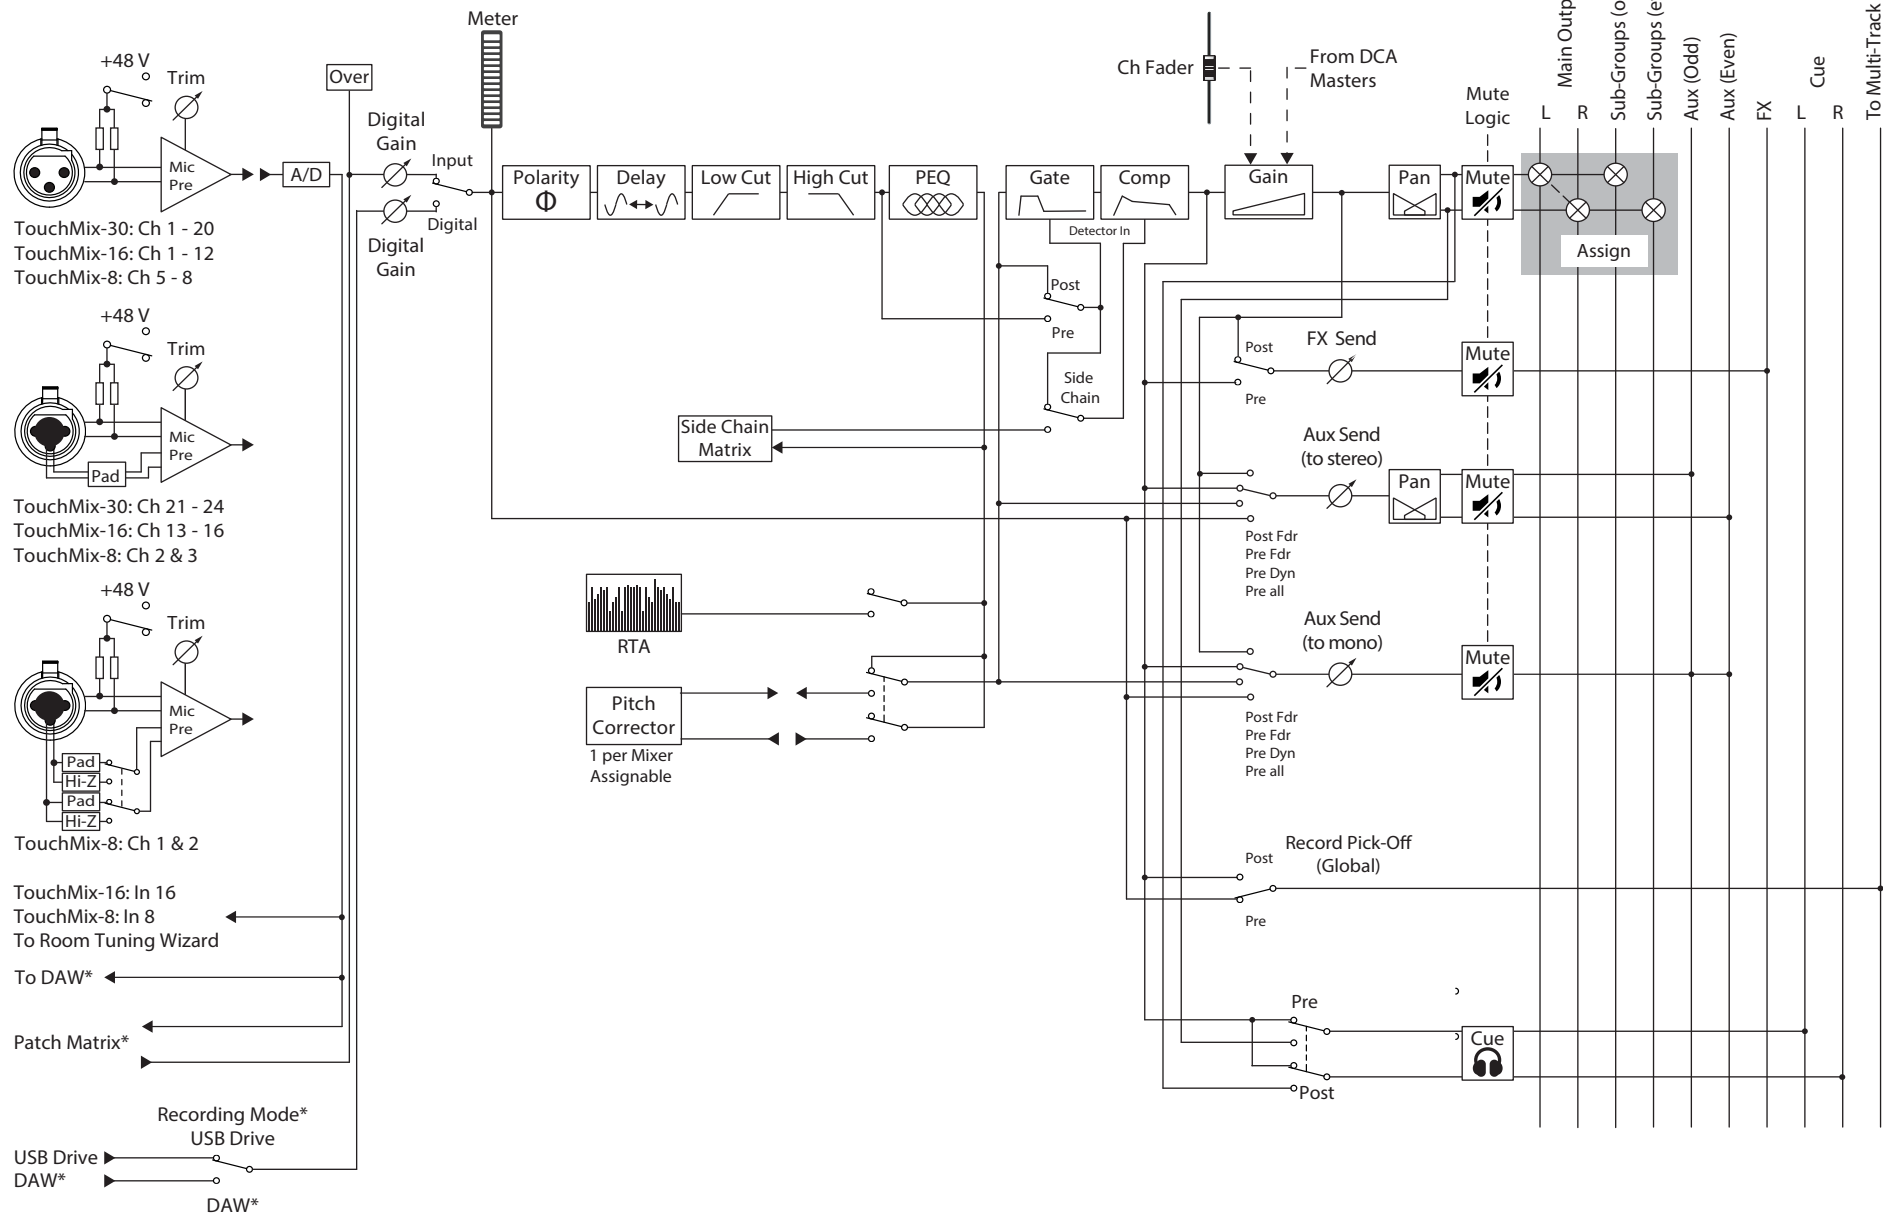 Meter
+48 V
Trim
Over
Digital
Gain
Input
Digital
Digital
Gain
Mic
Pre
A/D
TouchMix-30: Ch 1 - 20
TouchMix-16: Ch 1 - 12
TouchMix-8: Ch 5 - 8
Polarity
Φ
Delay
Low Cut
High Cut
PEQ
Gate
Comp
Detector In
Ch Fader
From DCA
Masters
Gain
Pan
Mute
Logic
Mute
Assign
L
R
Main Outp
Sub-Groups (o
Sub-Groups (e
Aux (Odd)
Aux (Even)
FX
Cue
L
R
To Multi-Track
Post
Pre
Side
Chain
Side Chain
Matrix
Post
Pre
FX Send
Mute
+48 V
Trim
Mic
Pre
Pad
TouchMix-30: Ch 21 - 24
TouchMix-16: Ch 13 - 16
TouchMix-8: Ch 2 & 3
Aux Send
(to stereo)
Pan
Mute
Post Fdr
Pre Fdr
Pre Dyn
Pre all
RTA
+48 V
Trim
Mic
Pre
Pad
Hi-Z
Pad
Hi-Z
TouchMix-8: Ch 1 & 2
Aux Send
(to mono)
Mute
Post Fdr
Pre Fdr
Pre Dyn
Pre all
Pitch
Corrector
1 per Mixer
Assignable
Record Pick-Off
(Global)
Post
Pre
TouchMix-16: In 16
TouchMix-8: In 8
To Room Tuning Wizard
To DAW*
Patch Matrix*
Pre
Post
Cue
Recording Mode*
USB Drive
USB Drive
DAW*
DAW*